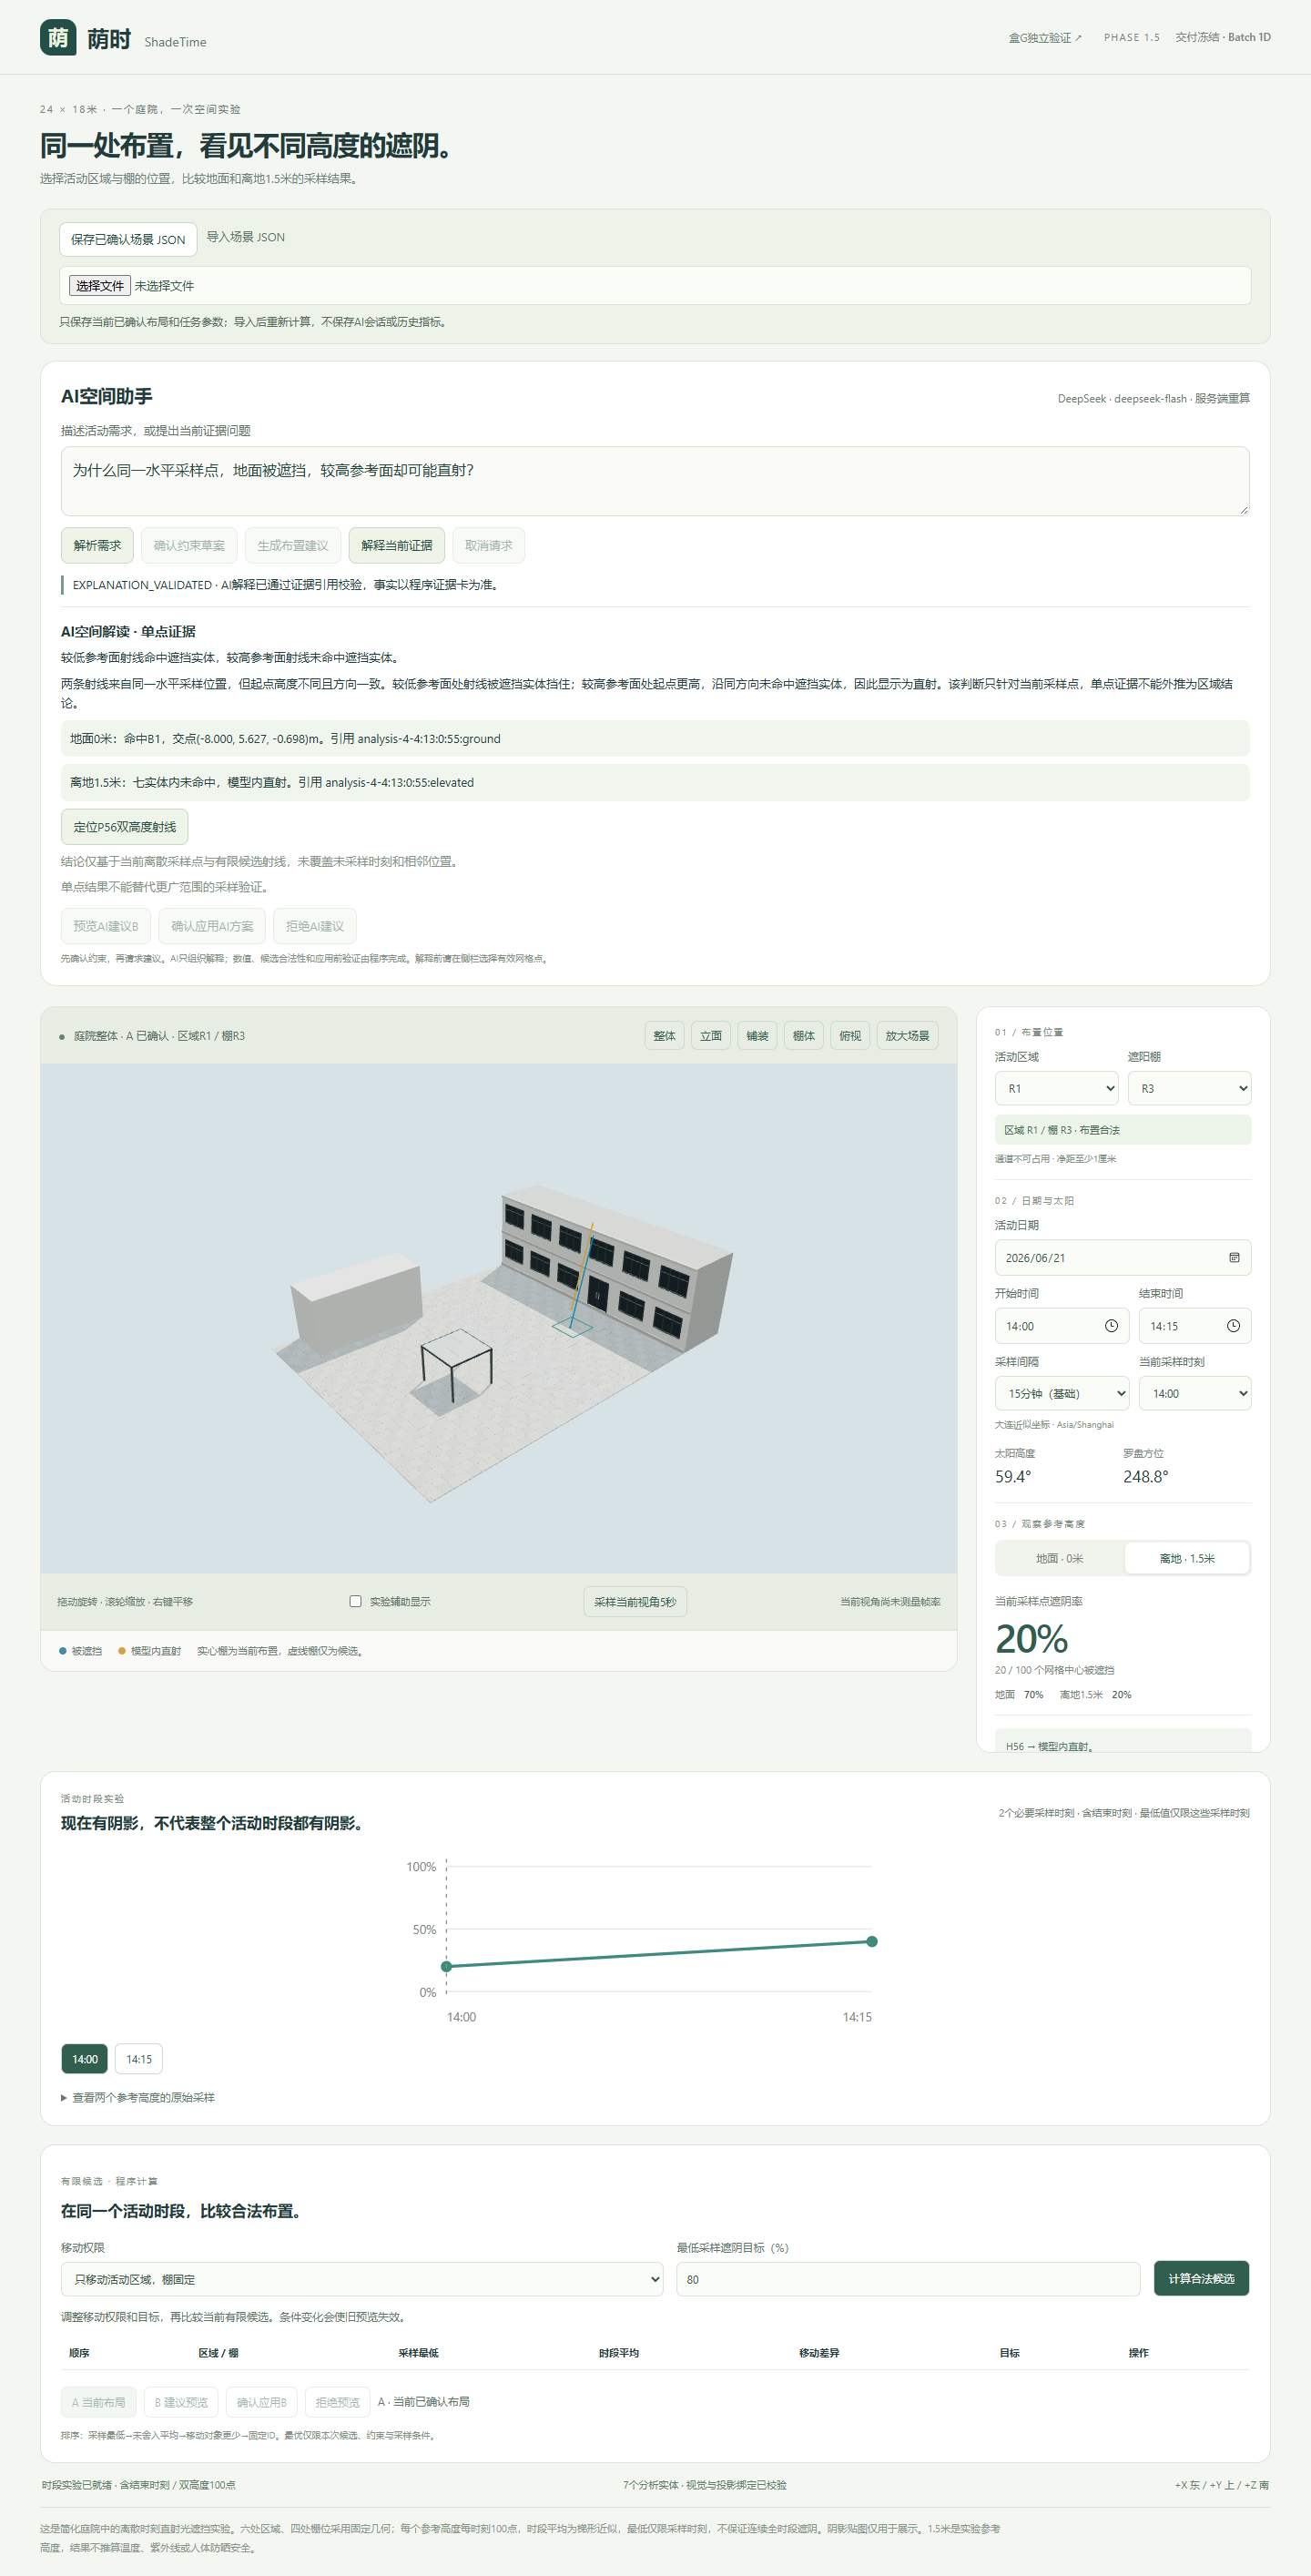 荫 荫时 ShadeTime
盒G独立验证 ↗ PHASE 1.5 交付冻结 · Batch 1D
24 × 18米 · 一个庭院，一次空间实验
同一处布置，看见不同高度的遮阴。
选择活动区域与棚的位置，比较地面和离地1.5米的采样结果。
保存已确认场景 JSON 导入场景 JSON
选择文件 未选择文件
只保存当前已确认布局和任务参数；导入后重新计算，不保存AI会话或历史指标。
AI空间助手
DeepSeek · deepseek-flash · 服务端重算
描述活动需求，或提出当前证据问题
为什么同一水平采样点，地面被遮挡，较高参考面却可能直射？
解析需求 确认约束草案 生成布置建议 解释当前证据 取消请求
EXPLANATION_VALIDATED · AI解释已通过证据引用校验，事实以程序证据卡为准。
AI空间解读 · 单点证据
较低参考面射线命中遮挡实体，较高参考面射线未命中遮挡实体。
两条射线来自同一水平采样位置，但起点高度不同且方向一致。较低参考面处射线被遮挡实体挡住；较高参考面处起点更高，沿同方向未命中遮挡实体，因此显示为直射。该判断只针对当前采样点，单点证据不能外推为区域结
论。
地面0米：命中B1，交点(-8.000, 5.627, -0.698)m。引用 analysis-4-4:13:0:55:ground
离地1.5米：七实体内未命中，模型内直射。引用 analysis-4-4:13:0:55:elevated
定位P56双高度射线
结论仅基于当前离散采样点与有限候选射线，未覆盖未采样时刻和相邻位置。
单点结果不能替代更广范围的采样验证。
预览AI建议B 确认应用AI方案 拒绝AI建议
先确认约束，再请求建议。AI只组织解释；数值、候选合法性和应用前验证由程序完成。解释前请在侧栏选择有效网格点。
庭院整体 · A 已确认 · 区域R1 / 棚R3
整体 立面 铺装 棚体 俯视 放大场景
拖动旋转 · 滚轮缩放 · 右键平移 实验辅助显示 采样当前视角5秒 当前视角尚未测量帧率
被遮挡 模型内直射 实心棚为当前布置，虚线棚仅为候选。
01 / 布置位置
活动区域 遮阳棚
R1 R3
区域 R1 / 棚 R3 · 布置合法
通道不可占用 · 净距至少1厘米
02 / 日期与太阳
活动日期
2026/06/21
开始时间 结束时间
14:00 14:15
采样间隔 当前采样时刻
15分钟（基础） 14:00
大连近似坐标 · Asia/Shanghai
太阳高度 罗盘方位
59.4° 248.8°
03 / 观察参考高度
地面 · 0米 离地 · 1.5米
当前采样点遮阴率
20%
20 / 100 个网格中心被遮挡
地面 70% 离地1.5米 20%
H56 → 模型内直射。
活动时段实验
现在有阴影，不代表整个活动时段都有阴影。
2个必要采样时刻 · 含结束时刻 · 最低值仅限这些采样时刻
100%
50%
0%
14:00 14:15
14:00 14:15
▶ 查看两个参考高度的原始采样
有限候选 · 程序计算
在同一个活动时段，比较合法布置。
移动权限 最低采样遮阴目标（%）
只移动活动区域，棚固定 80 计算合法候选
调整移动权限和目标，再比较当前有限候选。条件变化会使旧预览失效。
顺序 区域 / 棚 采样最低 时段平均 移动差异 目标 操作
A 当前布局 B 建议预览 确认应用B 拒绝预览 A · 当前已确认布局
排序：采样最低→未舍入平均→移动对象更少→固定ID。最优仅限本次候选、约束与采样条件。
时段实验已就绪 · 含结束时刻 / 双高度100点 7个分析实体 · 视觉与投影绑定已校验 +X 东 / +Y 上 / +Z 南
这是简化庭院中的离散时刻直射光遮挡实验。六处区域、四处棚位采用固定几何；每个参考高度每时刻100点，时段平均为梯形近似，最低仅限采样时刻，不保证连续全时段遮阴。阴影贴图仅用于展示。1.5米是实验参考
高度，结果不推算温度、紫外线或人体防晒安全。